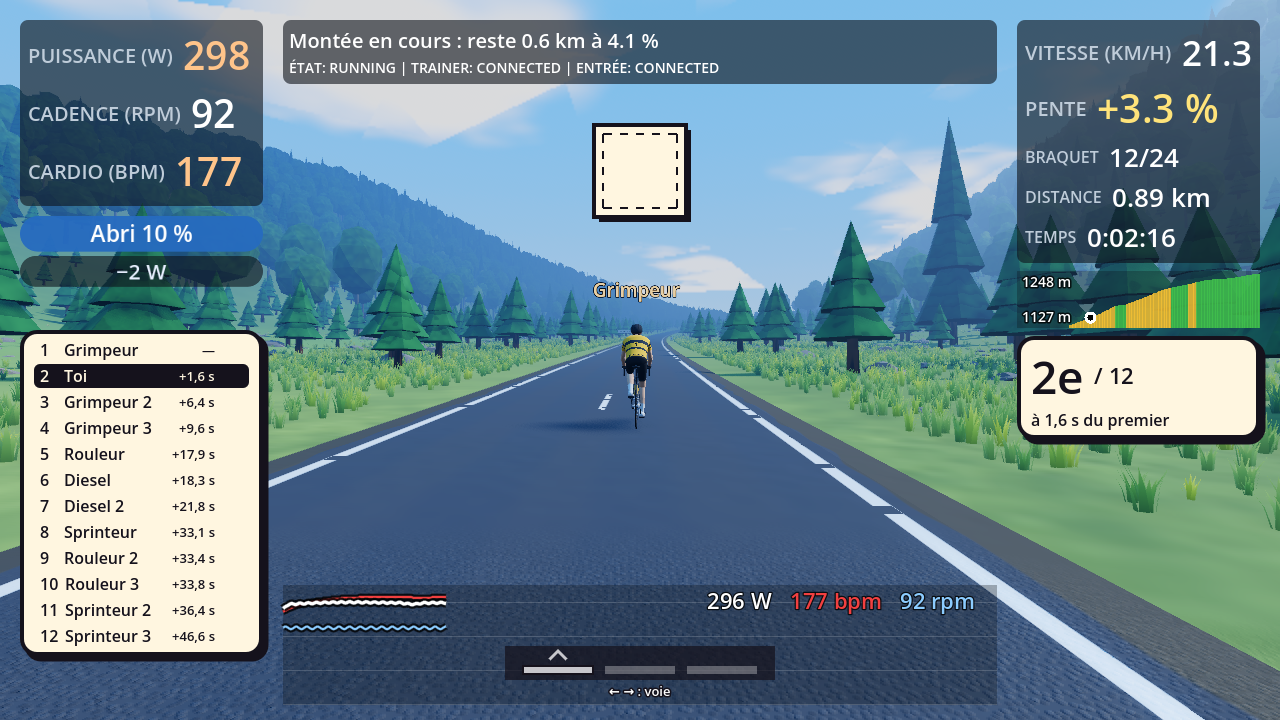 PUISSANCE (W) 298
CADENCE (RPM) 92
CARDIO (BPM) 177
Abri 10 %
−2 W
Montée en cours : reste 0.6 km à 4.1 %
ÉTAT: RUNNING | TRAINER: CONNECTED | ENTRÉE: CONNECTED
VITESSE (KM/H) 21.3
PENTE +3.3 %
BRAQUET 12/24
DISTANCE 0.89 km
TEMPS 0:02:16
1248 m
1127 m
2e / 12
à 1,6 s du premier
Grimpeur
1 Grimpeur —
2 Toi +1,6 s
3 Grimpeur 2 +6,4 s
4 Grimpeur 3 +9,6 s
5 Rouleur +17,9 s
6 Diesel +18,3 s
7 Diesel 2 +21,8 s
8 Sprinteur +33,1 s
9 Rouleur 2 +33,4 s
10 Rouleur 3 +33,8 s
11 Sprinteur 2 +36,4 s
12 Sprinteur 3 +46,6 s
296 W 177 bpm 92 rpm
← → : voie